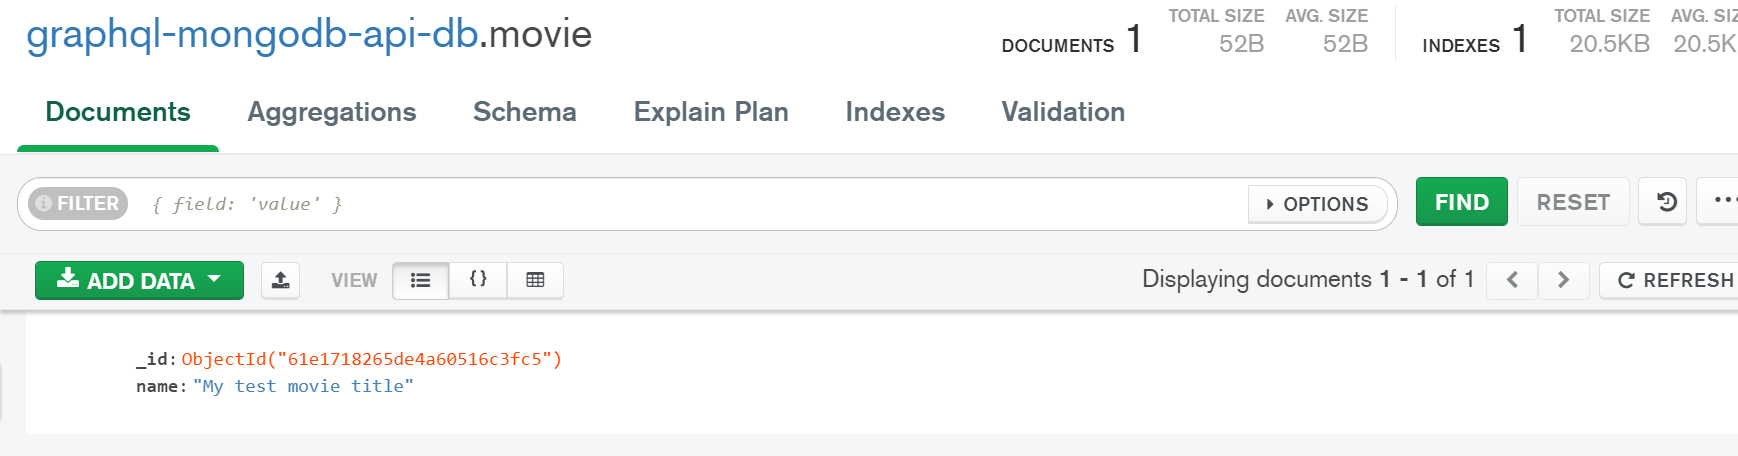 graphql-mongodb-api-db.movie
DOCUMENTS 1
TOTAL SIZE
52B
AVG. SIZE
52B
INDEXES 1
TOTAL SIZE
20.5KB
AVG. SIZ
20.5K
Documents
Aggregations
Schema
Explain Plan
Indexes
Validation
FILTER
{ field: 'value' }
OPTIONS
FIND
RESET
ADD DATA
VIEW
{}
Displaying documents 1 - 1 of 1
REFRESH
_id: ObjectId("61e1718265de4a60516c3fc5")
name: "My test movie title"